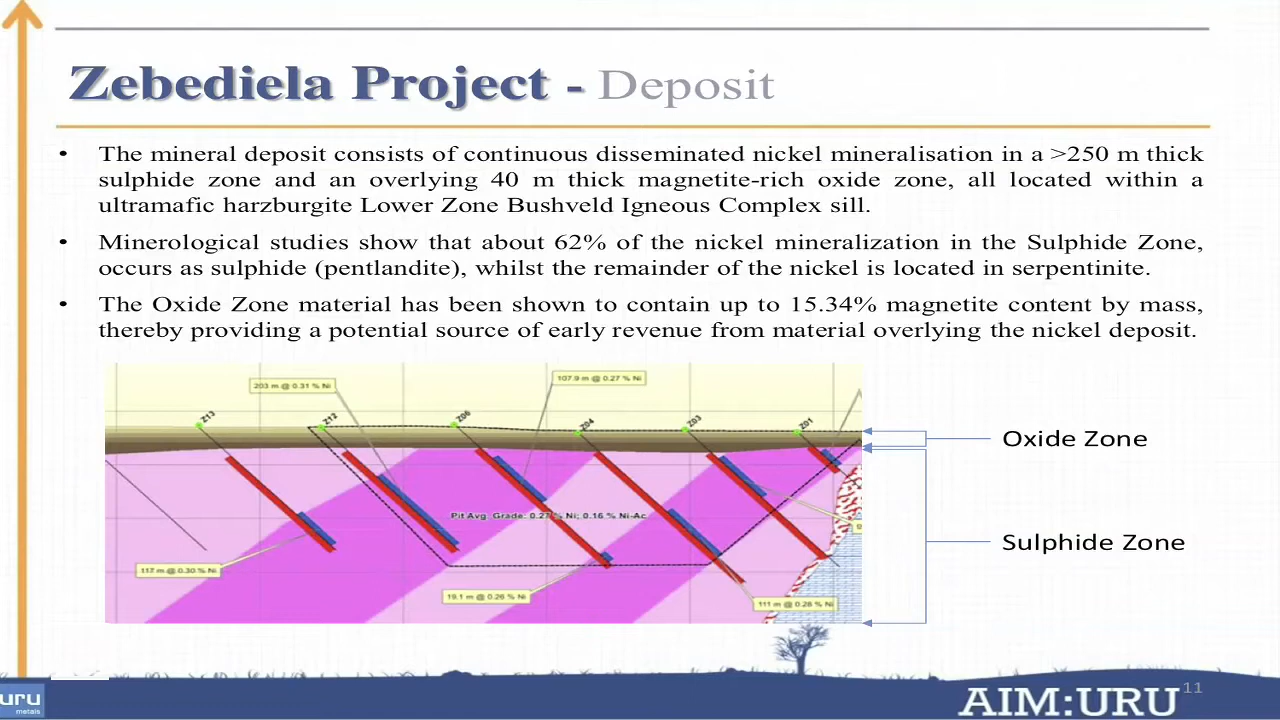 Zebediela Project - Deposit
• The mineral deposit consists of continuous disseminated nickel mineralisation in a >250 m thick
sulphide zone and an overlying 40 m thick magnetite-rich oxide zone, all located within a
ultramafic harzburgite Lower Zone Bushveld Igneous Complex sill.
• Minerological studies show that about 62% of the nickel mineralization in the Sulphide Zone,
occurs as sulphide (pentlandite), whilst the remainder of the nickel is located in serpentinite.
• The Oxide Zone material has been shown to contain up to 15.34% magnetite content by mass,
thereby providing a potential source of early revenue from material overlying the nickel deposit.
203 m @ 0.31 % Ni
107.9 m @ 0.27 % Ni
Z13
Z12
Z06
Z04
Z03
Z01
Oxide Zone
Pit Avg. Grade: 0.27 % Ni; 0.16 % Ni-Ac
Sulphide Zone
117 m @ 0.30 % Ni
19.1 m @ 0.26 % Ni
111 m @ 0.28 % Ni
uru
metals
AIM:URU
11